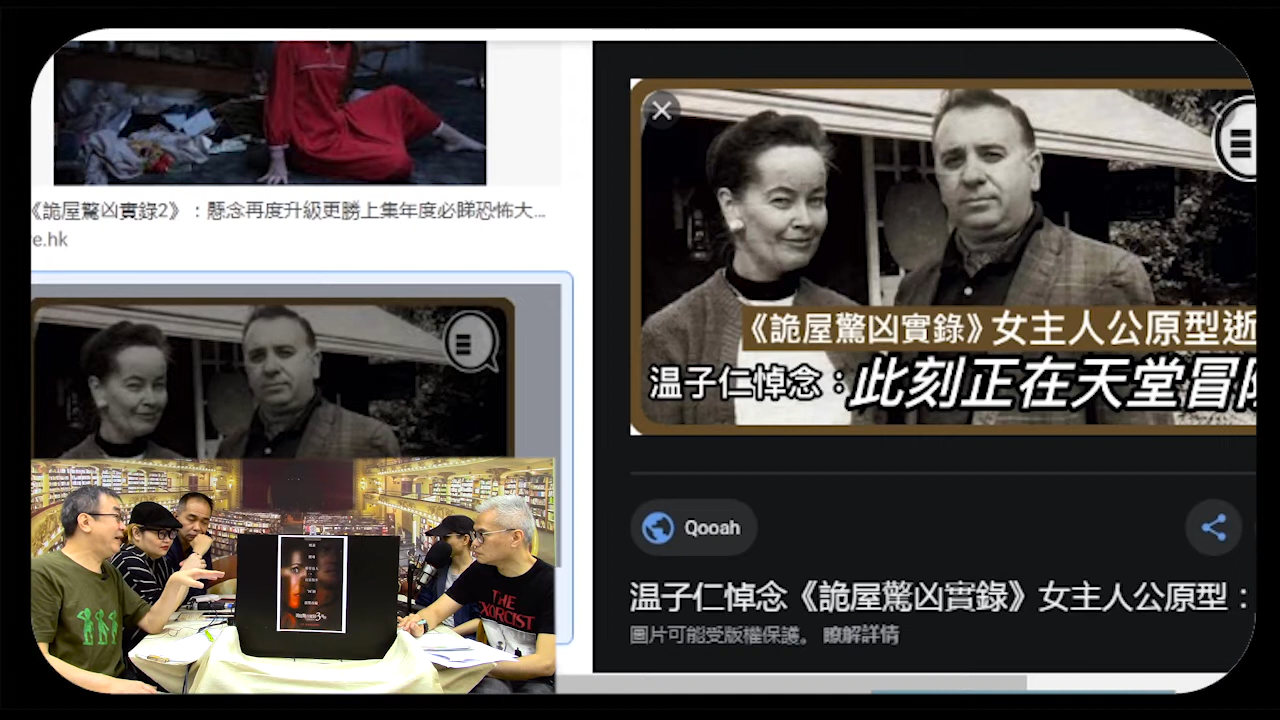 《詭屋驚凶實錄2》：懸念再度升級更勝上集年度必睇恐怖大...
e.hk
《詭屋驚凶實錄》女主人公原型逝
温子仁悼念：此刻正在天堂冒
Qooah
温子仁悼念《詭屋驚凶實錄》女主人公原型：
圖片可能受版權保護。 瞭解詳情
THE
EXORCIST